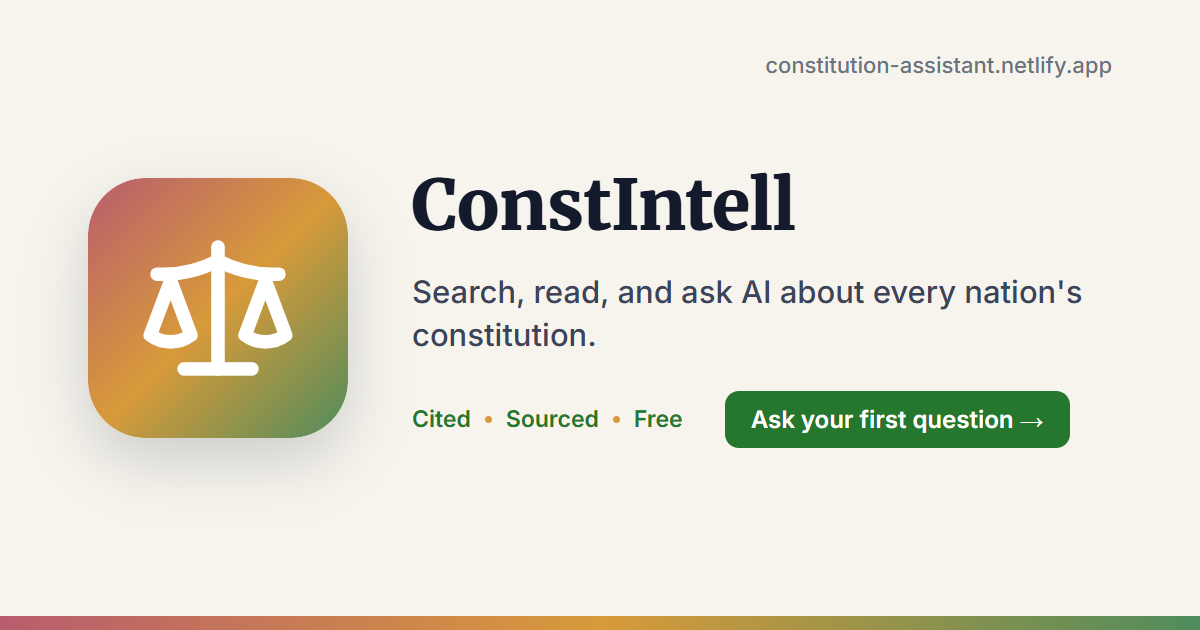 constitution-assistant.netlify.app
ConstIntell
Search, read, and ask AI about every nation's
constitution.
Cited • Sourced • Free
Ask your first question →